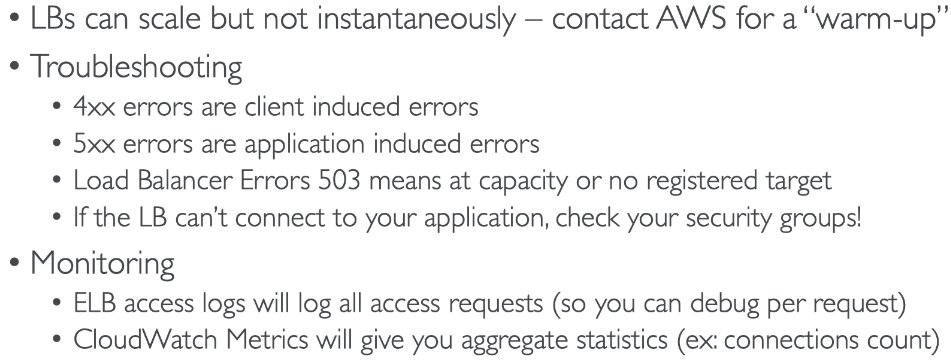 • LBs can scale but not instantaneously – contact AWS for a “warm-up”
• Troubleshooting
• 4xx errors are client induced errors
• 5xx errors are application induced errors
• Load Balancer Errors 503 means at capacity or no registered target
• If the LB can’t connect to your application, check your security groups!
• Monitoring
• ELB access logs will log all access requests (so you can debug per request)
• CloudWatch Metrics will give you aggregate statistics (ex: connections count)